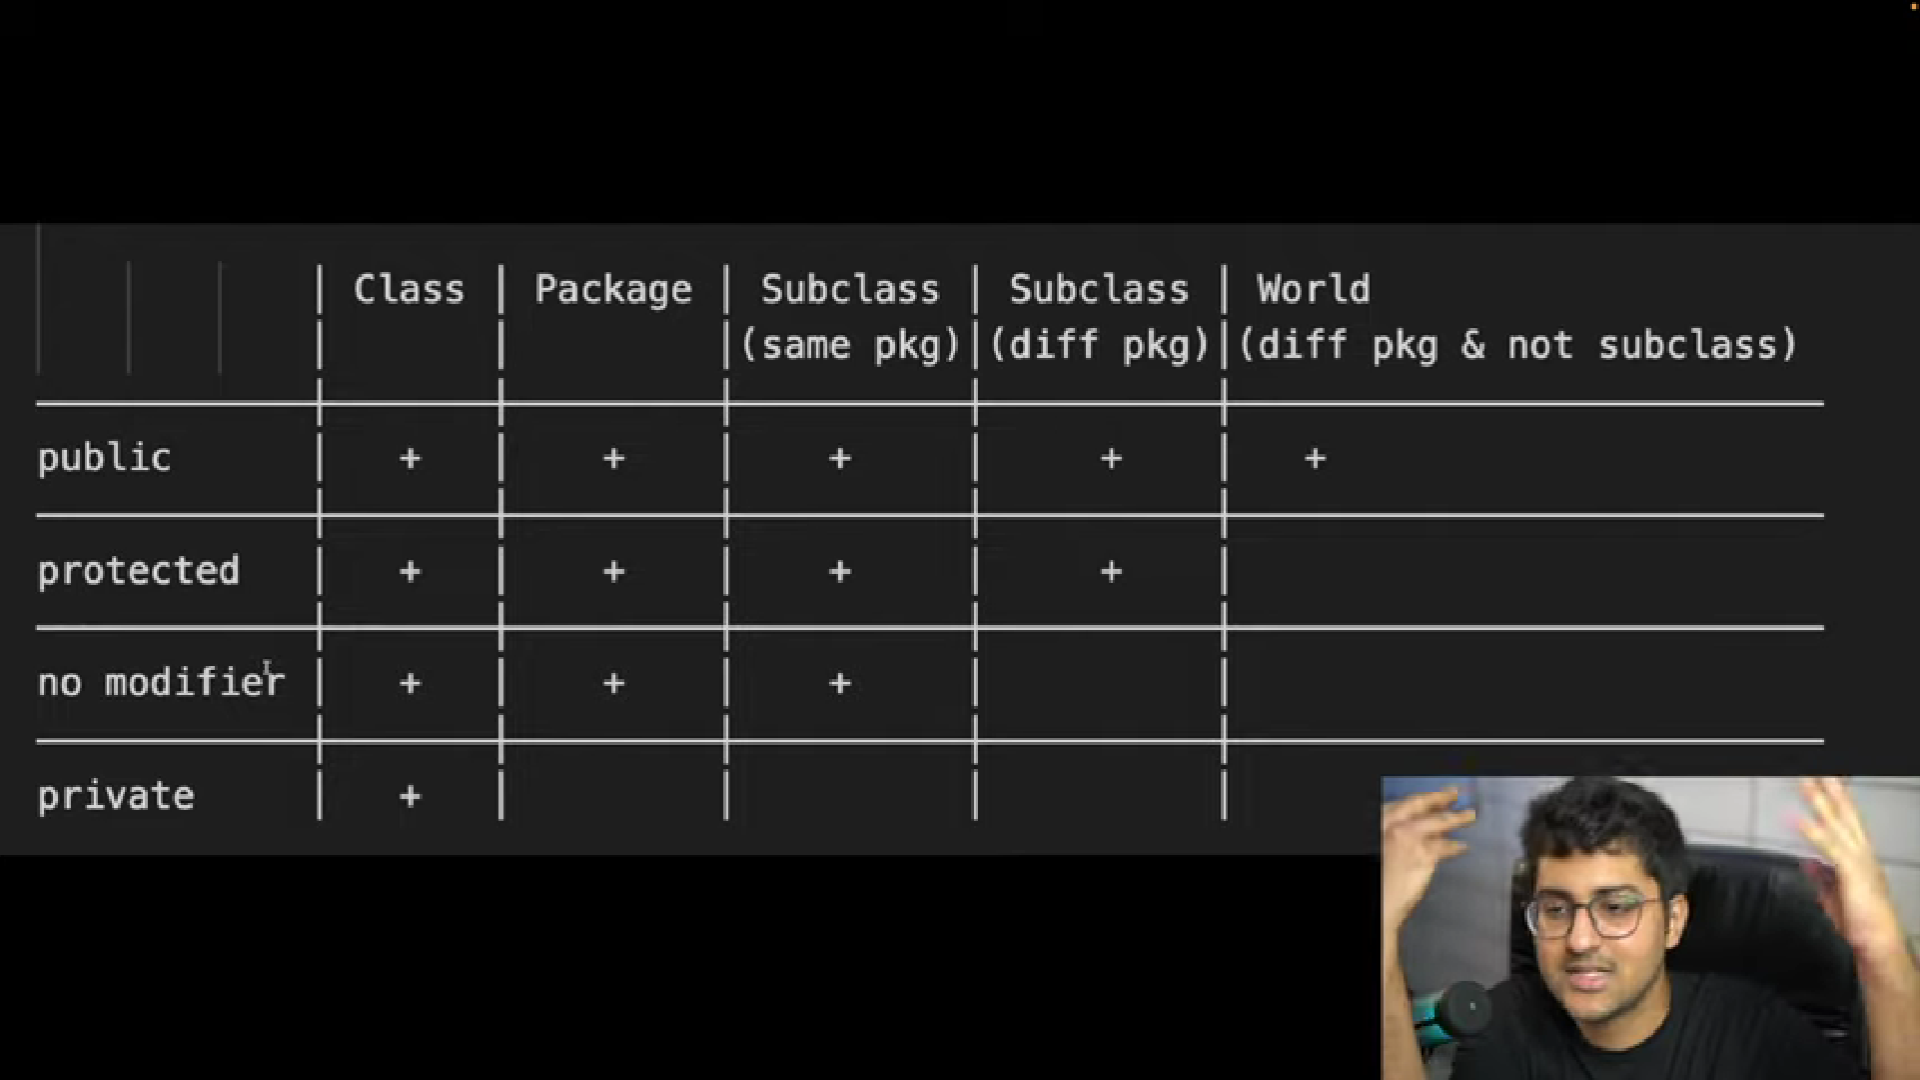 | Class | Package | Subclass | Subclass | World
| | |(same pkg)|(diff pkg)|(diff pkg & not subclass)
public | + | + | + | + | +
protected | + | + | + | + |
no modifier | + | + | + | |
private | + | | | |